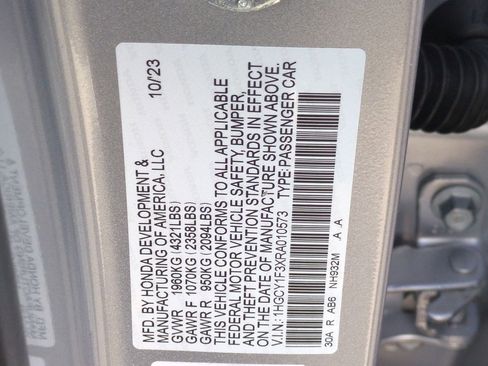 MFD. BY HONDA DEVELOPMENT & 10/23
MANUFACTURING OF AMERICA, LLC
GVWR 1960KG (4321LBS)
GAWR F 1070KG (2358LBS)
GAWR R 950KG (2094LBS)
THIS VEHICLE CONFORMS TO ALL APPLICABLE
FEDERAL MOTOR VEHICLE SAFETY, BUMPER,
AND THEFT PREVENTION STANDARDS IN EFFECT
ON THE DATE OF MANUFACTURE SHOWN ABOVE.
V.I.N.:1HGCY1F3XRA010573 TYPE:PASSENGER CAR
30A R AB6 NH932M A A